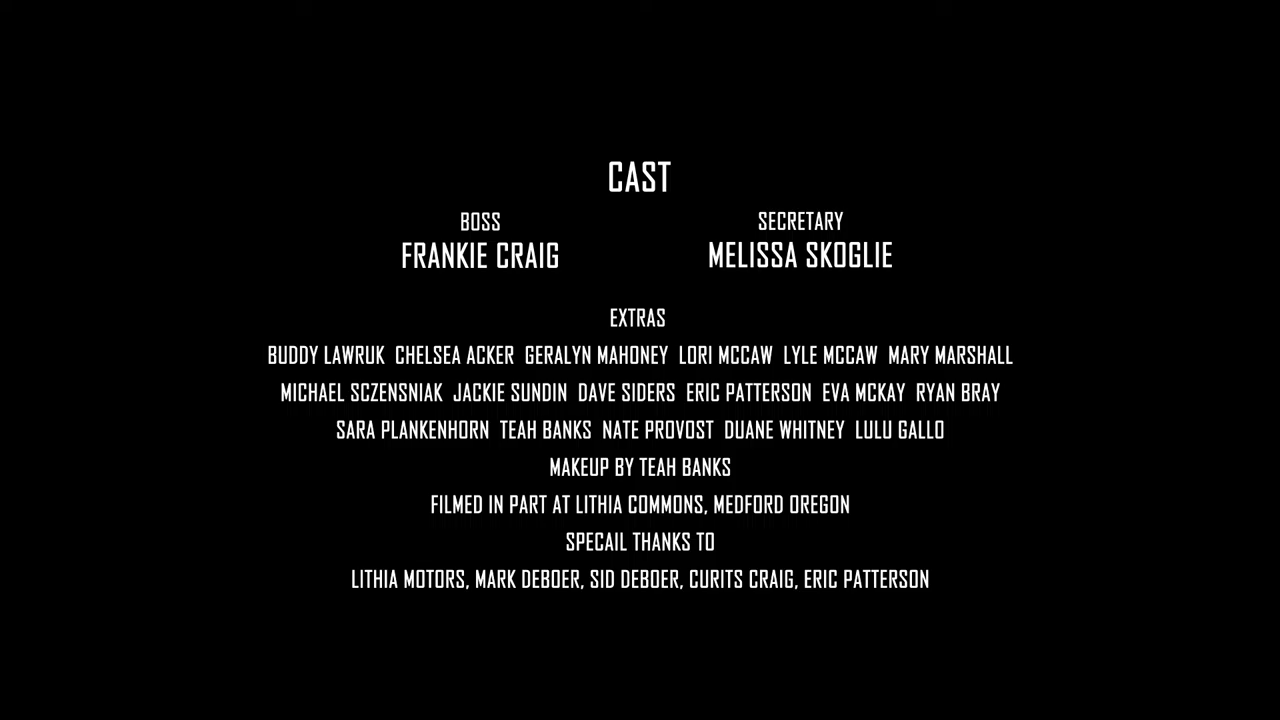 CAST
BOSS SECRETARY
FRANKIE CRAIG MELISSA SKOGLIE
EXTRAS
BUDDY LAWRUK CHELSEA ACKER GERALYN MAHONEY LORI MCCAW LYLE MCCAW MARY MARSHALL
MICHAEL SCZENSNIAK JACKIE SUNDIN DAVE SIDERS ERIC PATTERSON EVA MCKAY RYAN BRAY
SARA PLANKENHORN TEAH BANKS NATE PROVOST DUANE WHITNEY LULU GALLO
MAKEUP BY TEAH BANKS
FILMED IN PART AT LITHIA COMMONS, MEDFORD OREGON
SPECAIL THANKS TO
LITHIA MOTORS, MARK DEBOER, SID DEBOER, CURITS CRAIG, ERIC PATTERSON